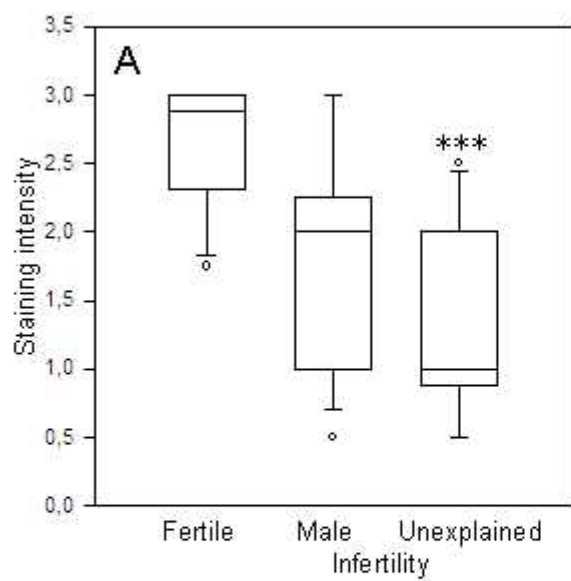 A
3,5
3,0
2,5
2,0
1,5
1,0
0,5
0,0
Staining intensity
***
Fertile Male Unexplained
Infertility